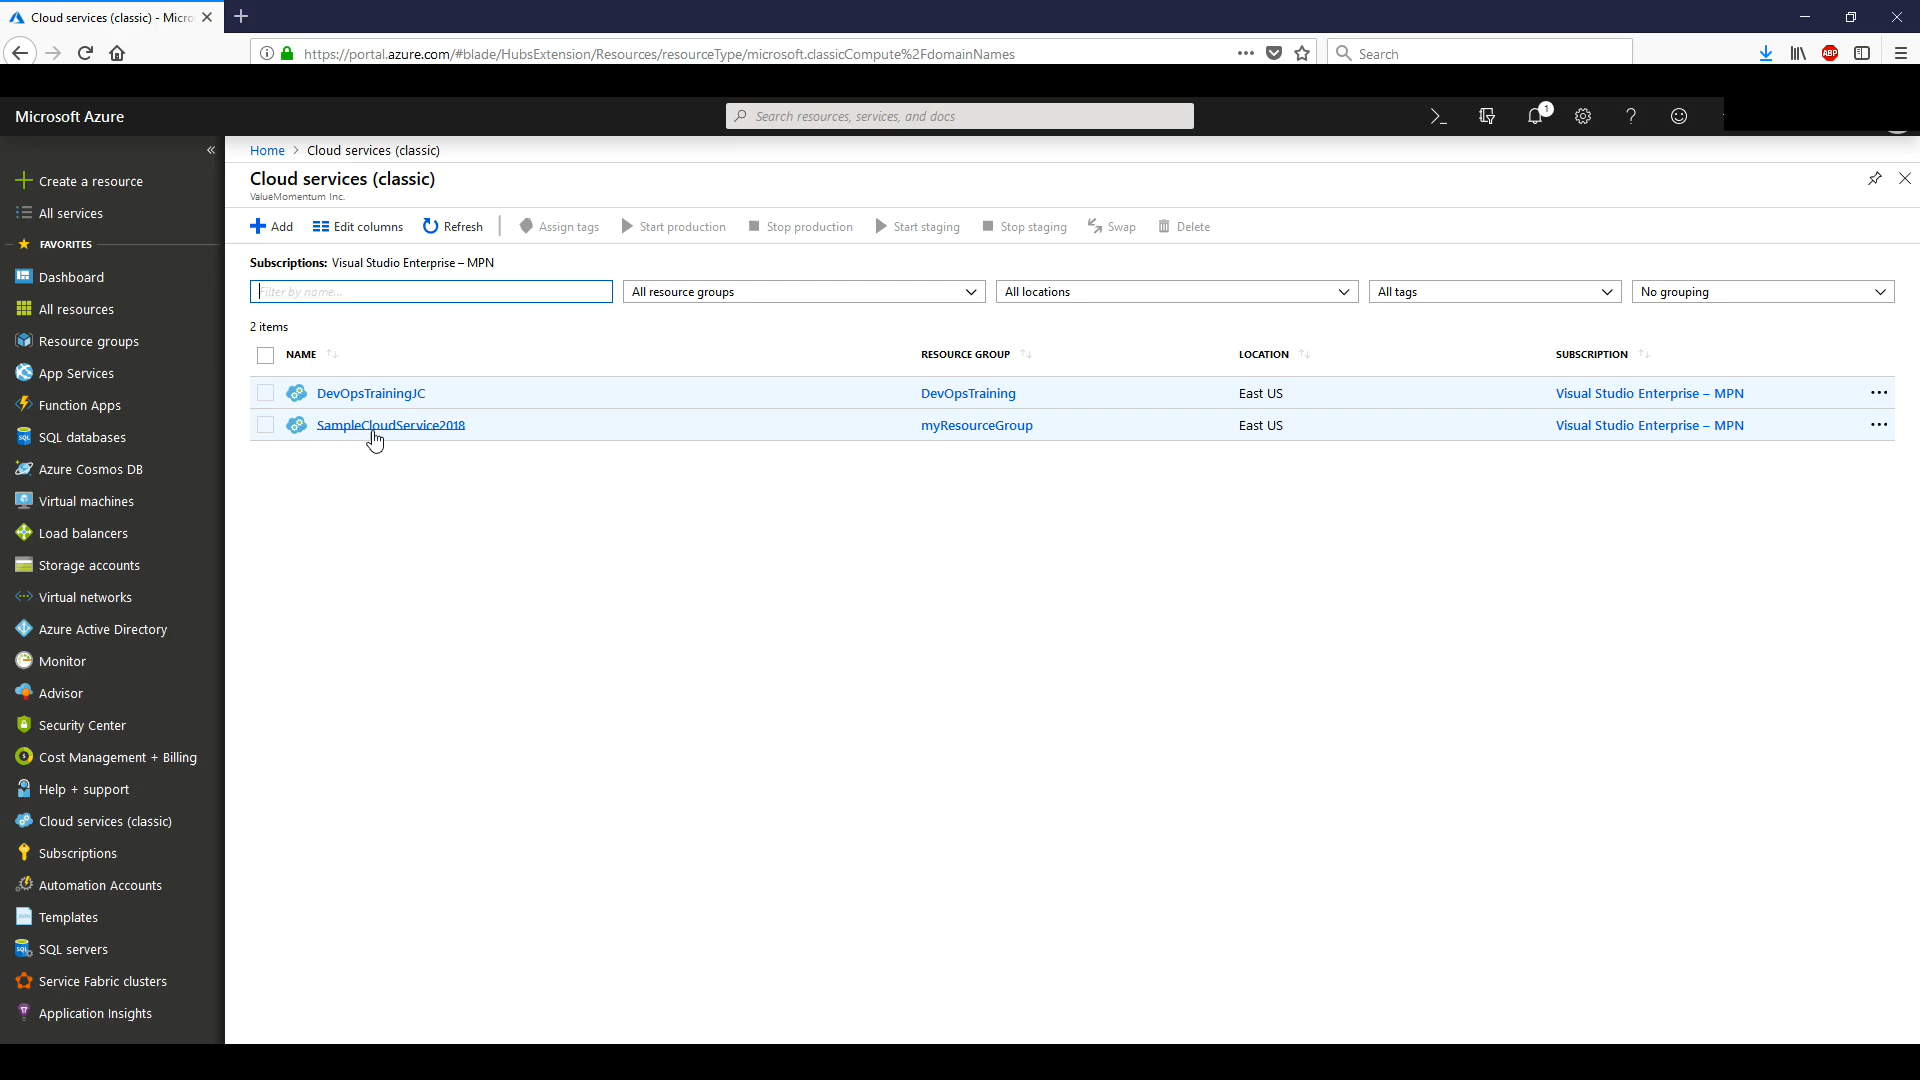 Cloud services (classic) - Micro
https://portal.azure.com/#blade/HubsExtension/Resources/resourceType/microsoft.classicCompute%2FdomainNames
Search
ABP
Microsoft Azure
Search resources, services, and docs
1
Create a resource
All services
FAVORITES
Dashboard
All resources
Resource groups
App Services
Function Apps
SQL databases
Azure Cosmos DB
Virtual machines
Load balancers
Storage accounts
Virtual networks
Azure Active Directory
Monitor
Advisor
Security Center
Cost Management + Billing
Help + support
Cloud services (classic)
Subscriptions
Automation Accounts
Templates
SQL servers
Service Fabric clusters
Application Insights
Home > Cloud services (classic)
Cloud services (classic)
ValueMomentum Inc.
Add Edit columns Refresh Assign tags Start production Stop production Start staging Stop staging Swap Delete
Subscriptions: Visual Studio Enterprise – MPN
Filter by name... All resource groups All locations All tags No grouping
2 items
NAME RESOURCE GROUP LOCATION SUBSCRIPTION
DevOpsTrainingJC DevOpsTraining East US Visual Studio Enterprise – MPN
SampleCloudService2018 myResourceGroup East US Visual Studio Enterprise – MPN